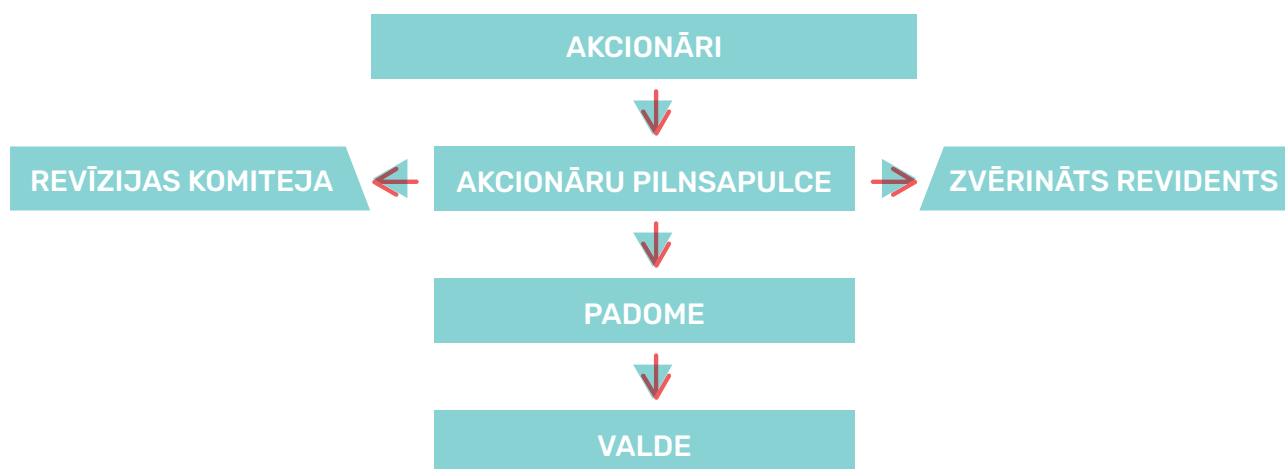 AKCIONĀRI
REVĪZIJAS KOMITEJA
AKCIONĀRU PILNSAPULCE
ZVĒRINĀTS REVIDENTS
PADOME
VALDE